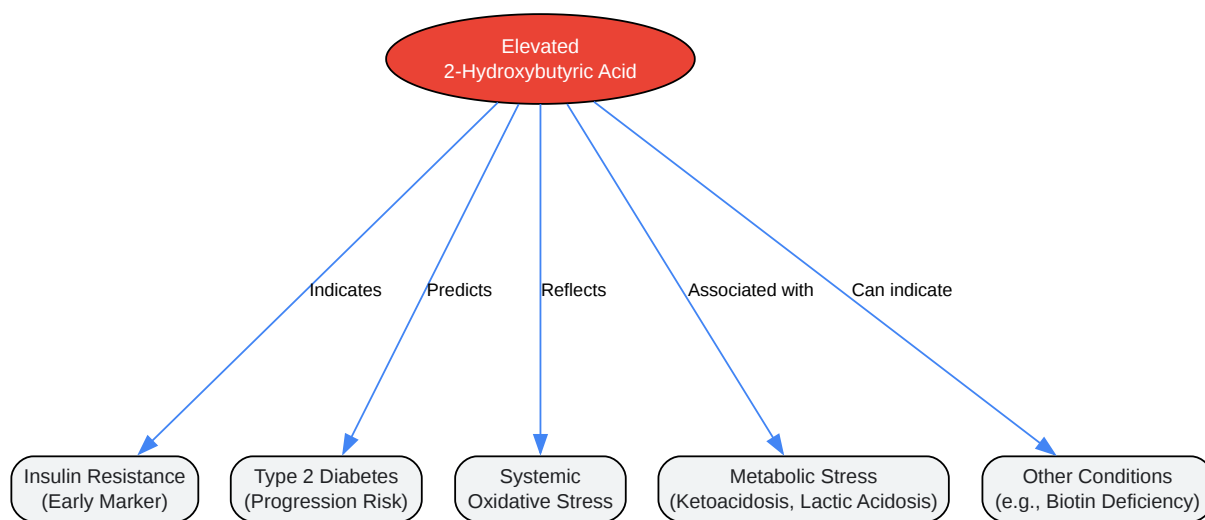 Elevated
2-Hydroxybutyric Acid
Indicates
Predicts
Reflects
Associated with
Can indicate
Insulin Resistance
(Early Marker)
Type 2 Diabetes
(Progression Risk)
Systemic
Oxidative Stress
Metabolic Stress
(Ketoacidosis, Lactic Acidosis)
Other Conditions
(e.g., Biotin Deficiency)